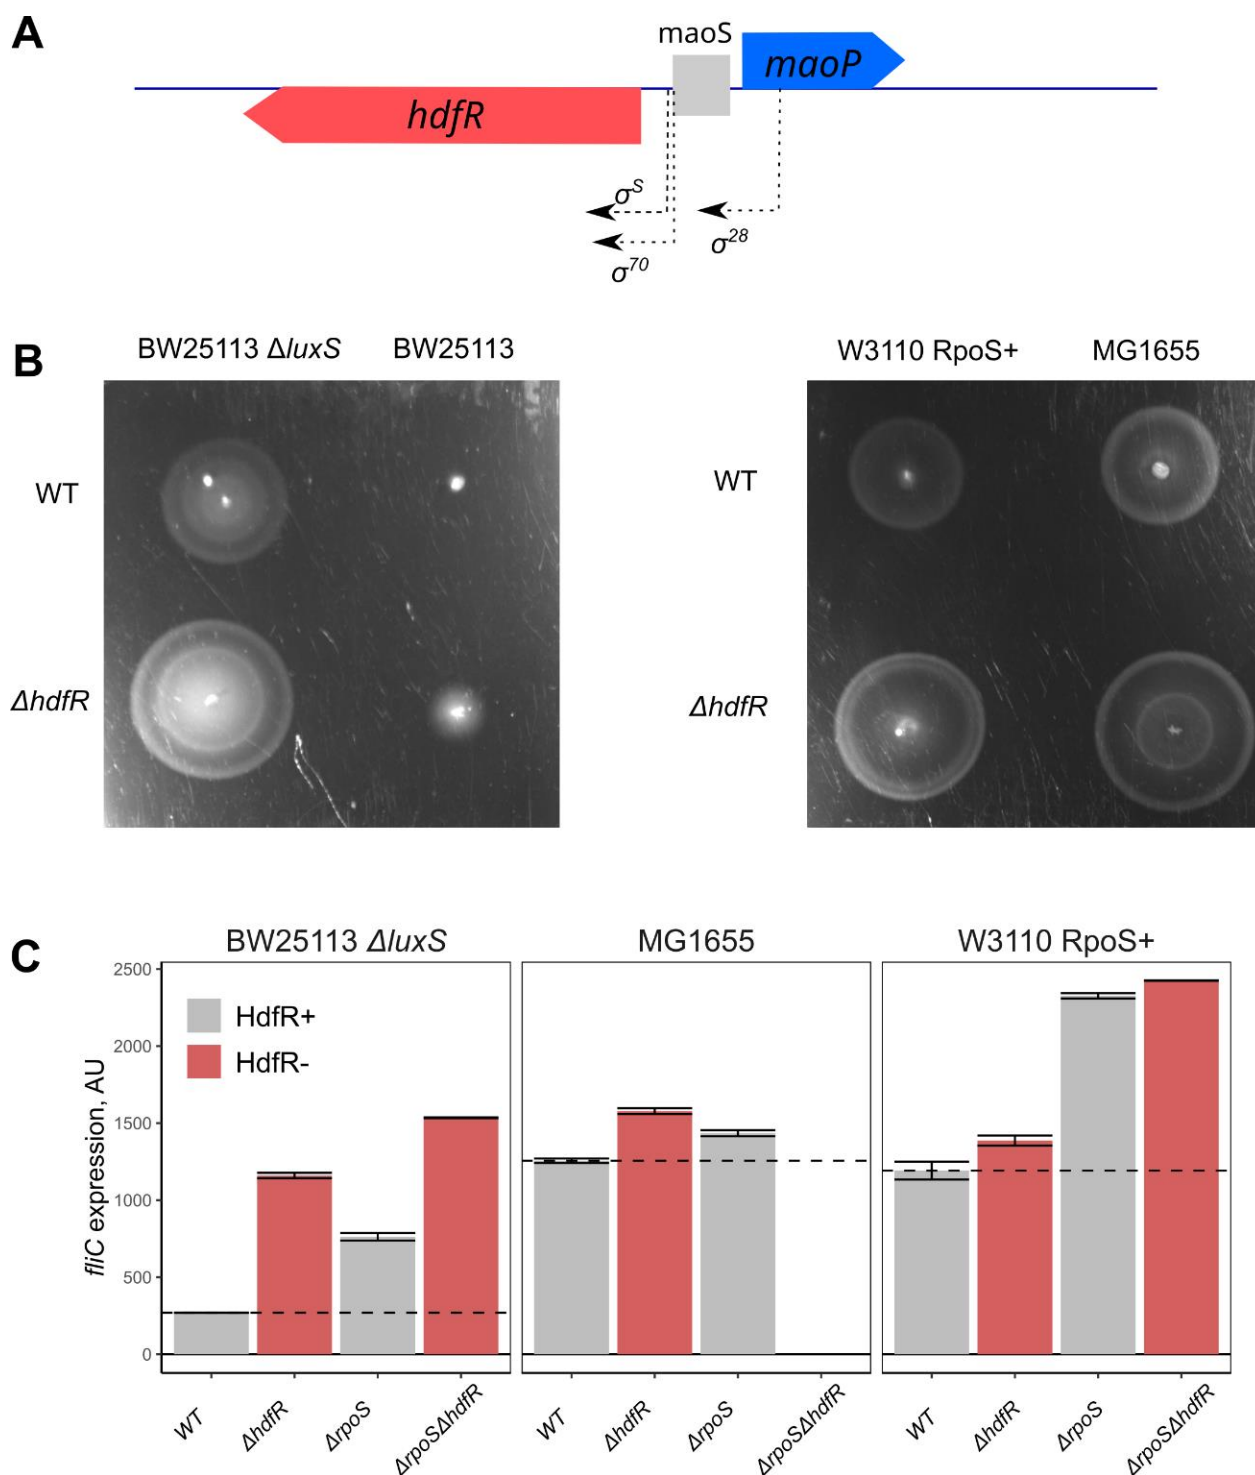 A
maoS
maoP
hdfR
σS
σ28
σ70
B
BW25113 ΔluxS
BW25113
W3110 RpoS+
MG1655
WT
WT
ΔhdfR
ΔhdfR
C
BW25113 ΔluxS
MG1655
W3110 RpoS+
HdfR+
HdfR-
fliC expression, AU
2500
2000
1500
1000
500
0
WT
ΔhdfR
ΔrpoS
ΔrpoSΔhdfR
WT
ΔhdfR
ΔrpoS
ΔrpoSΔhdfR
WT
ΔhdfR
ΔrpoS
ΔrpoSΔhdfR